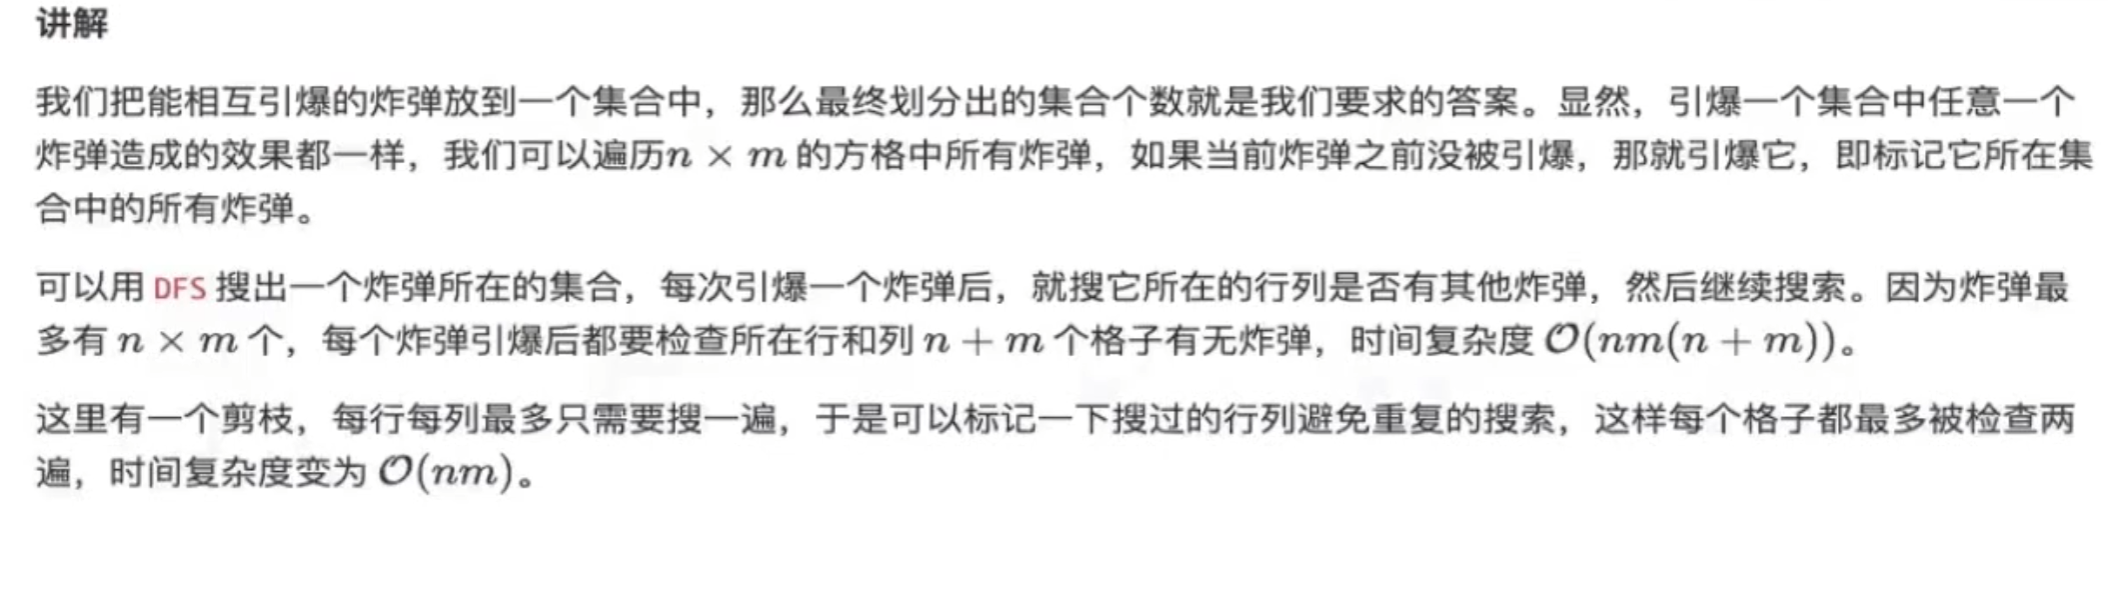 讲解
我们把能相互引爆的炸弹放到一个集合中，那么最终划分出的集合个数就是我们要求的答案。显然，引爆一个集合中任意一个
炸弹造成的效果都一样，我们可以遍历n × m 的方格中所有炸弹，如果当前炸弹之前没被引爆，那就引爆它，即标记它所在集
合中的所有炸弹。
可以用 DFS 搜出一个炸弹所在的集合，每次引爆一个炸弹后，就搜它所在的行列是否有其他炸弹，然后继续搜索。因为炸弹最
多有 n × m 个，每个炸弹引爆后都要检查所在行和列 n + m 个格子有无炸弹，时间复杂度 O(nm(n + m))。
这里有一个剪枝，每行每列最多只需要搜一遍，于是可以标记一下搜过的行列避免重复的搜索，这样每个格子都最多被检查两
遍，时间复杂度变为 O(nm)。